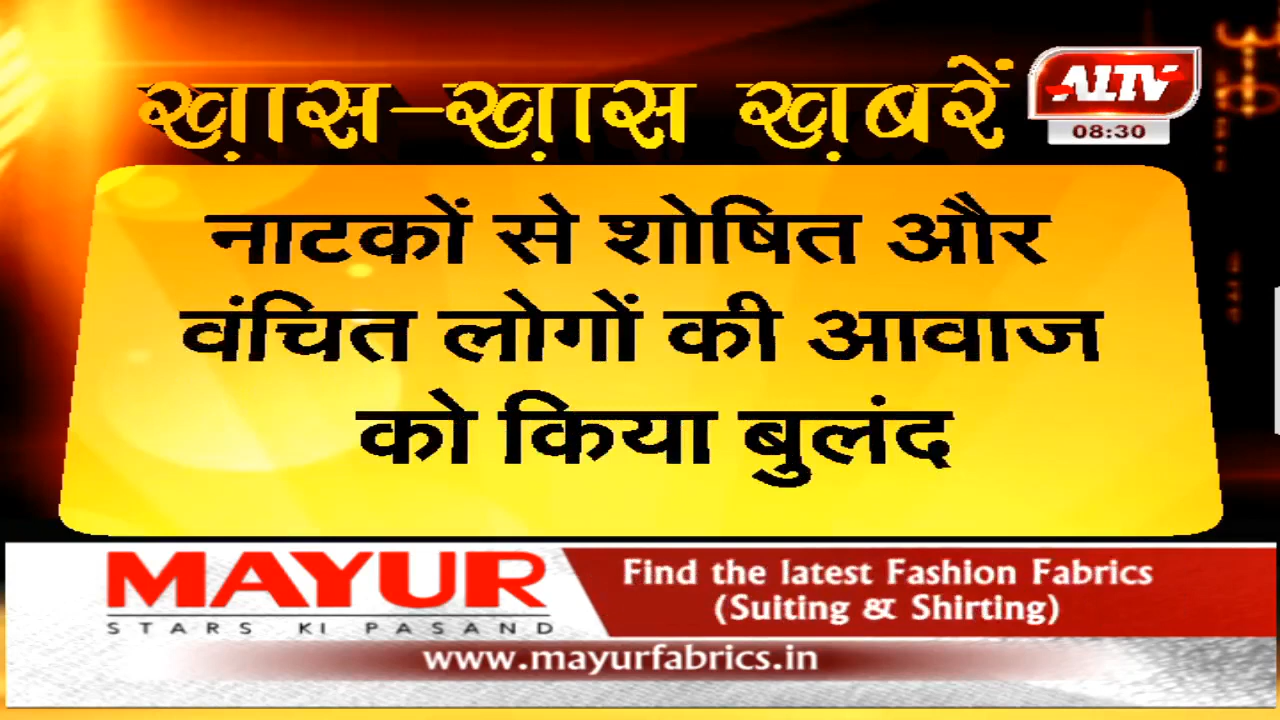 ख़ास-ख़ास ख़बरें
A1TV
08:30
नाटकों से शोषित और
वंचित लोगों की आवाज
को किया बुलंद
MAYUR
STARS KI PASAND
Find the latest Fashion Fabrics
(Suiting & Shirting)
www.mayurfabrics.in